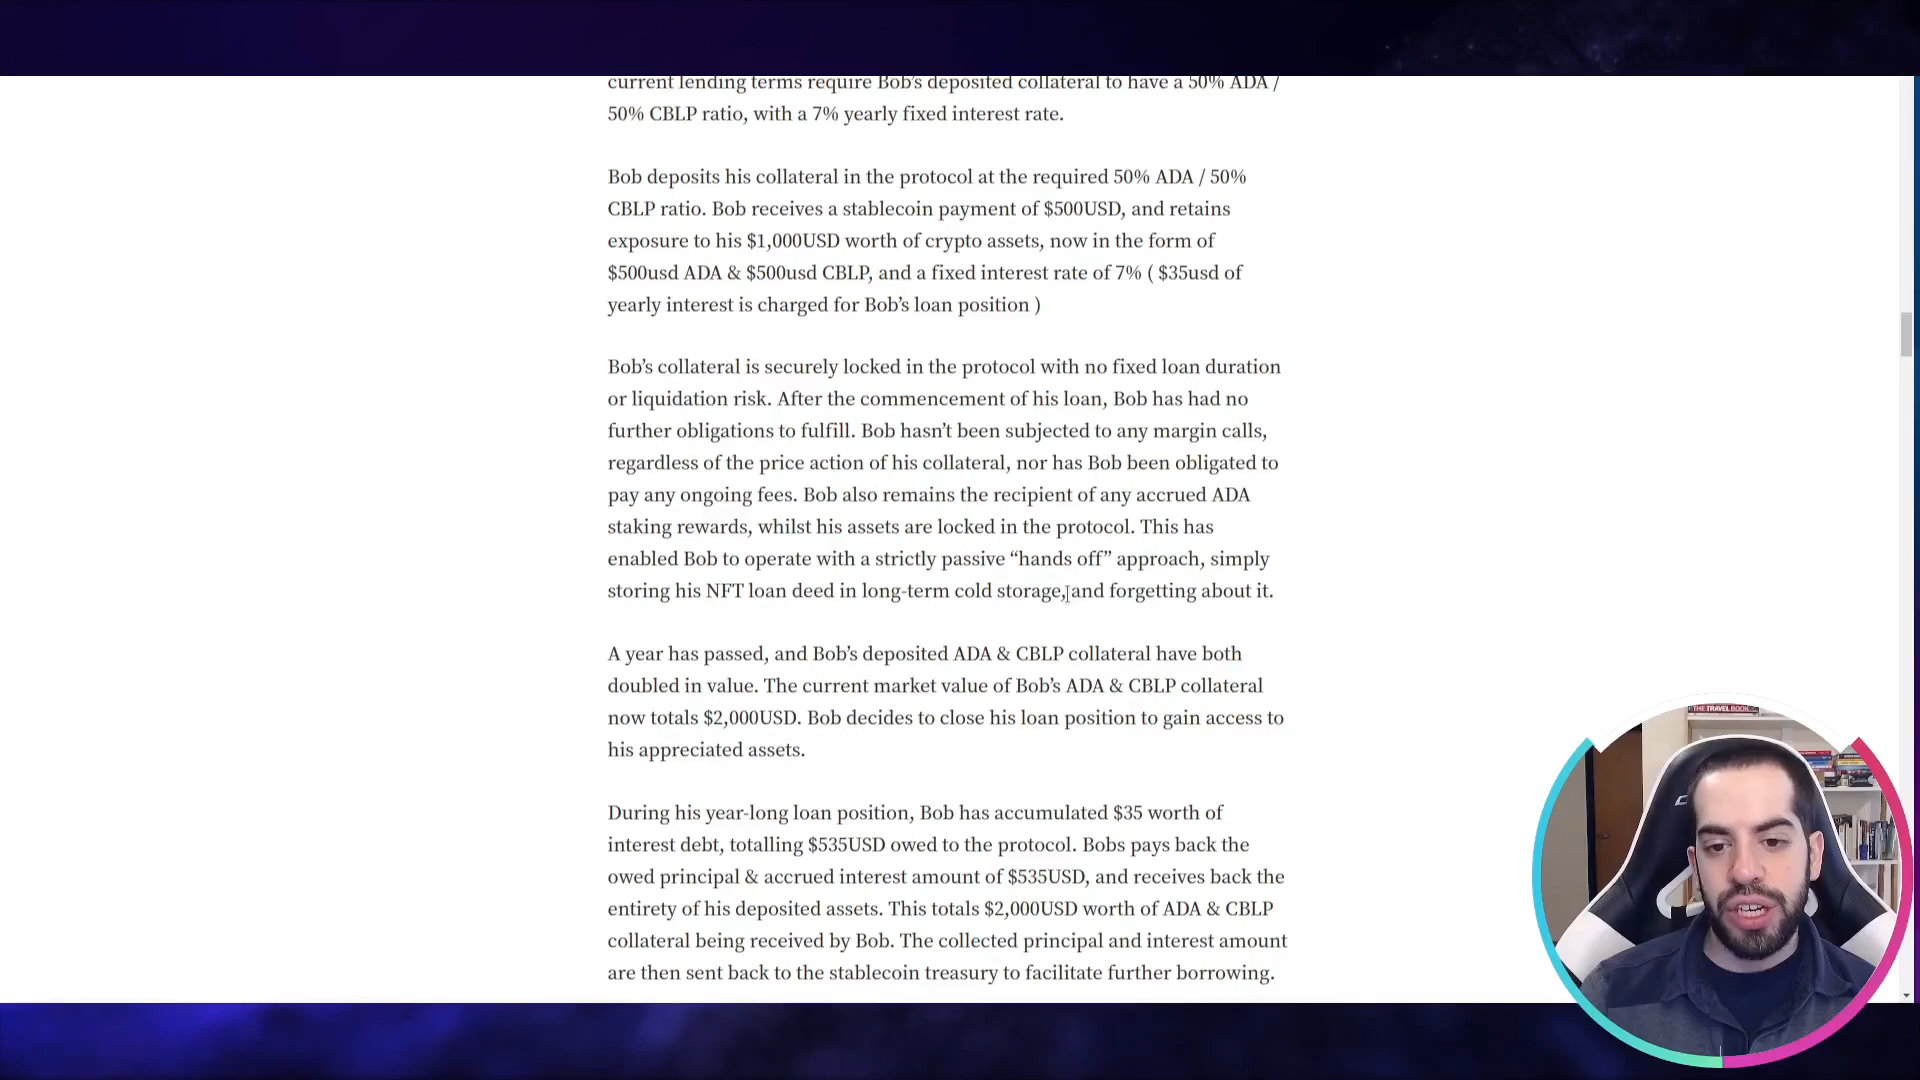 current lending terms require Bob’s deposited collateral to have a 50% ADA /
50% CBLP ratio, with a 7% yearly fixed interest rate.
Bob deposits his collateral in the protocol at the required 50% ADA / 50%
CBLP ratio. Bob receives a stablecoin payment of $500USD, and retains
exposure to his $1,000USD worth of crypto assets, now in the form of
$500usd ADA & $500usd CBLP, and a fixed interest rate of 7% ( $35usd of
yearly interest is charged for Bob’s loan position )
Bob’s collateral is securely locked in the protocol with no fixed loan duration
or liquidation risk. After the commencement of his loan, Bob has had no
further obligations to fulfill. Bob hasn’t been subjected to any margin calls,
regardless of the price action of his collateral, nor has Bob been obligated to
pay any ongoing fees. Bob also remains the recipient of any accrued ADA
staking rewards, whilst his assets are locked in the protocol. This has
enabled Bob to operate with a strictly passive “hands off” approach, simply
storing his NFT loan deed in long-term cold storage, and forgetting about it.
A year has passed, and Bob’s deposited ADA & CBLP collateral have both
doubled in value. The current market value of Bob’s ADA & CBLP collateral
now totals $2,000USD. Bob decides to close his loan position to gain access to
his appreciated assets.
During his year-long loan position, Bob has accumulated $35 worth of
interest debt, totalling $535USD owed to the protocol. Bobs pays back the
owed principal & accrued interest amount of $535USD, and receives back the
entirety of his deposited assets. This totals $2,000USD worth of ADA & CBLP
collateral being received by Bob. The collected principal and interest amount
are then sent back to the stablecoin treasury to facilitate further borrowing.
THE TRAVEL BOOK